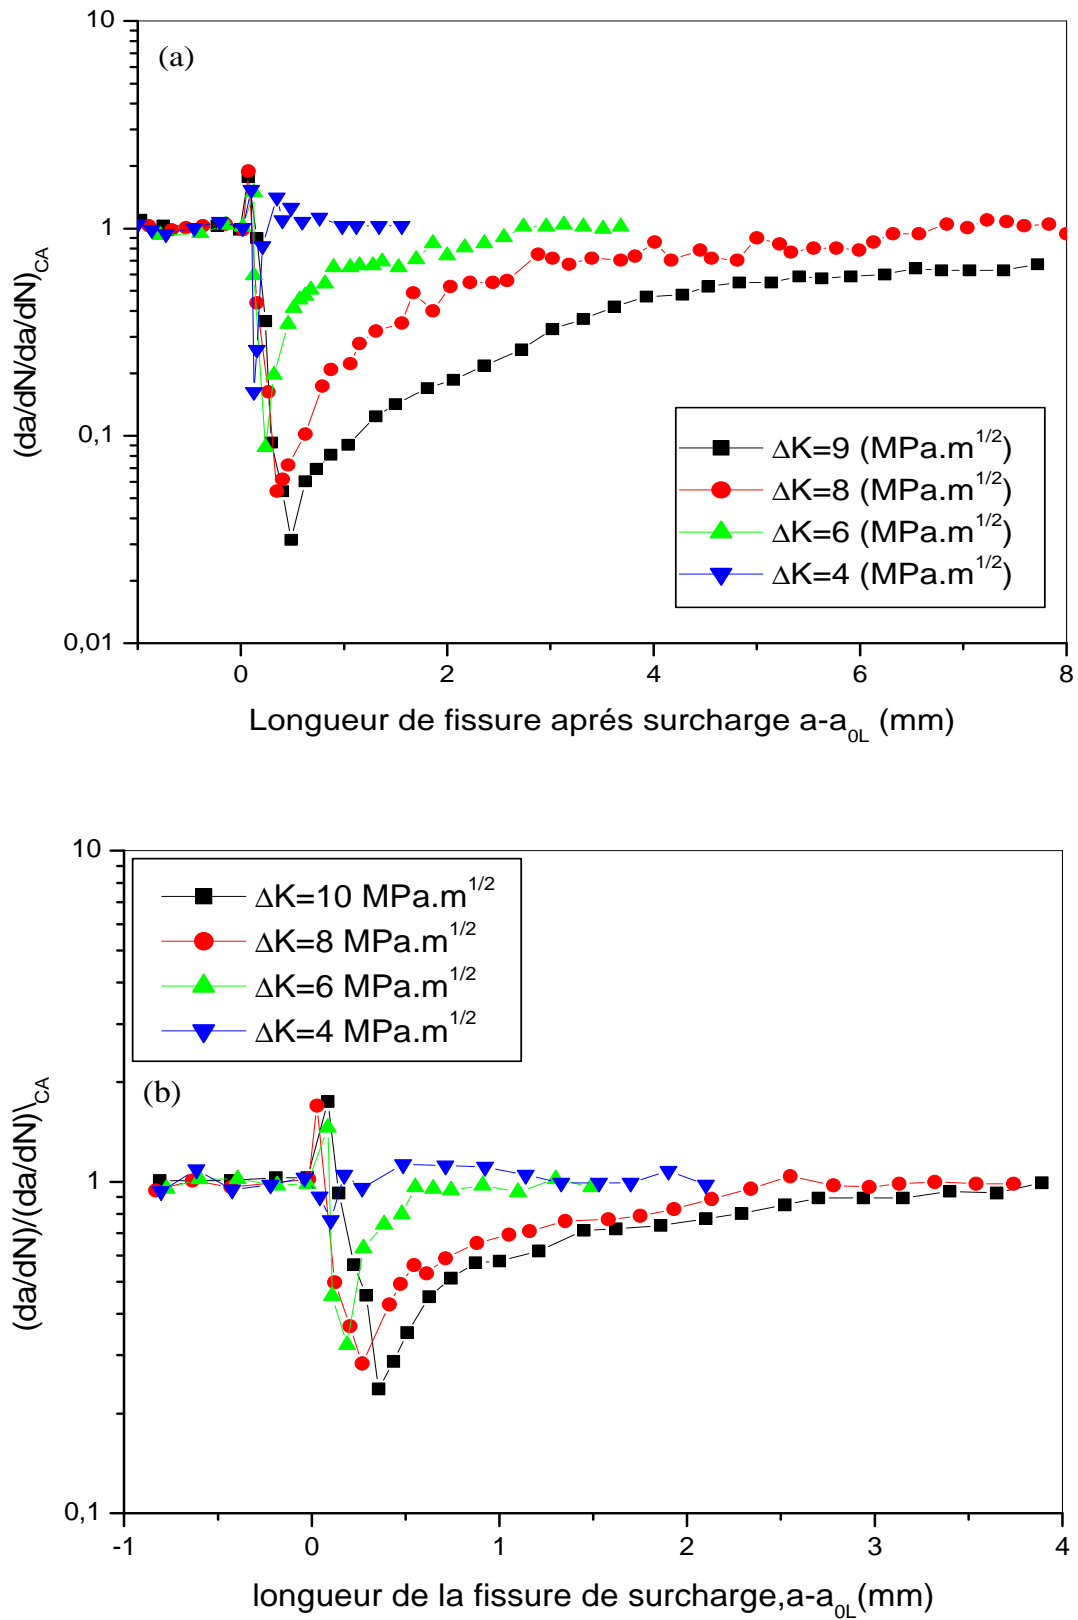 (a)
10
1
0,1
0,01
(da/dN/da/dN)CA
ΔK=9 (MPa.m1/2)
ΔK=8 (MPa.m1/2)
ΔK=6 (MPa.m1/2)
ΔK=4 (MPa.m1/2)
0 2 4 6 8
Longueur de fissure aprés surcharge a-a0L (mm)
10
1
0,1
ΔK=10 MPa.m1/2
ΔK=8 MPa.m1/2
ΔK=6 MPa.m1/2
ΔK=4 MPa.m1/2
(b)
(da/dN)/(da/dN)\CA
-1 0 1 2 3 4
longueur de la fissure de surcharge,a-a0L(mm)